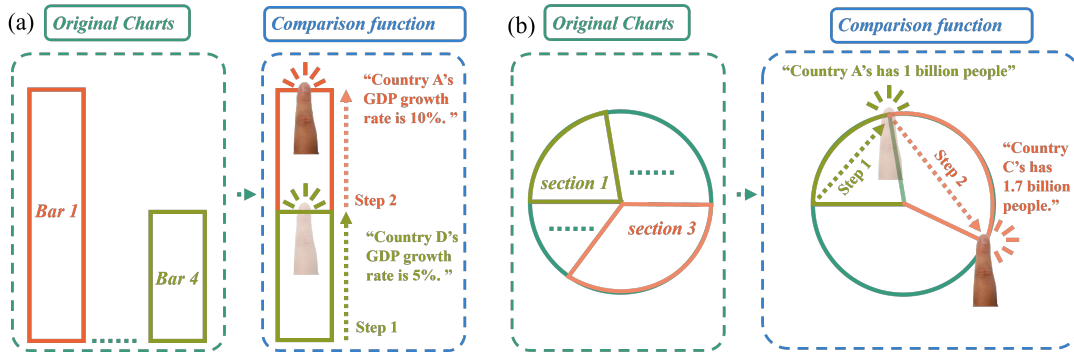 (a)
Original Charts
Comparison function
Bar 1
Bar 4
“Country A’s
GDP growth
rate is 10%. ”
Step 2
“Country D’s
GDP growth
rate is 5%. ”
Step 1
(b)
Original Charts
Comparison function
section 1
section 3
“Country A’s has 1 billion people”
Step 1
Step 2
“Country
C’s has
1.7 billion
people.”